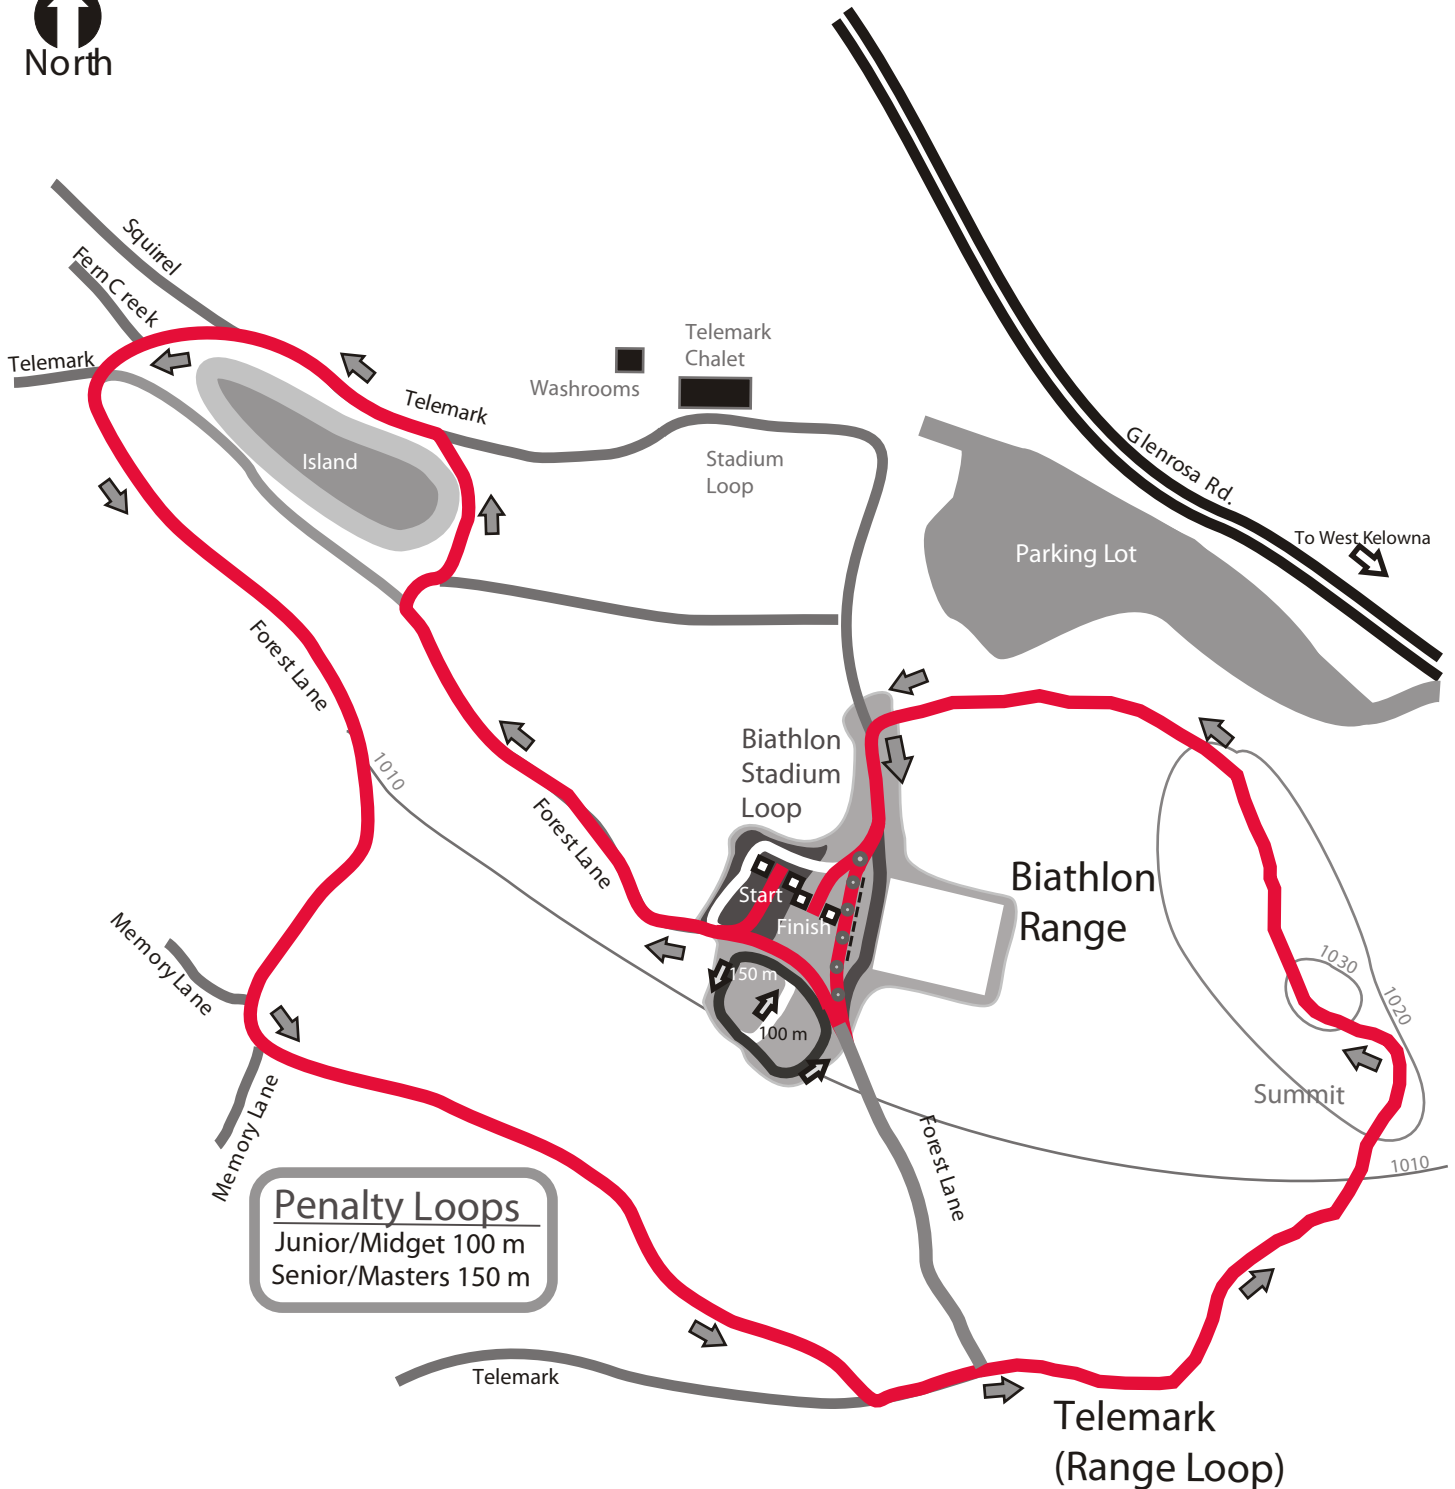 North
Squirrel
Fern Creek
Telemark
Telemark
Chalet
Washrooms
Telemark
Island
Stadium
Loop
Glenrosa Rd.
To West Kelowna
Parking Lot
Forest Lane
1010
Biathlon
Stadium
Loop
Forest Lane
Start
Finish
Biathlon
Range
150 m
100 m
Memory Lane
1030
1020
Summit
Memory Lane
Forest Lane
1010
Penalty Loops
Junior/Midget 100 m
Senior/Masters 150 m
Telemark
Telemark
(Range Loop)